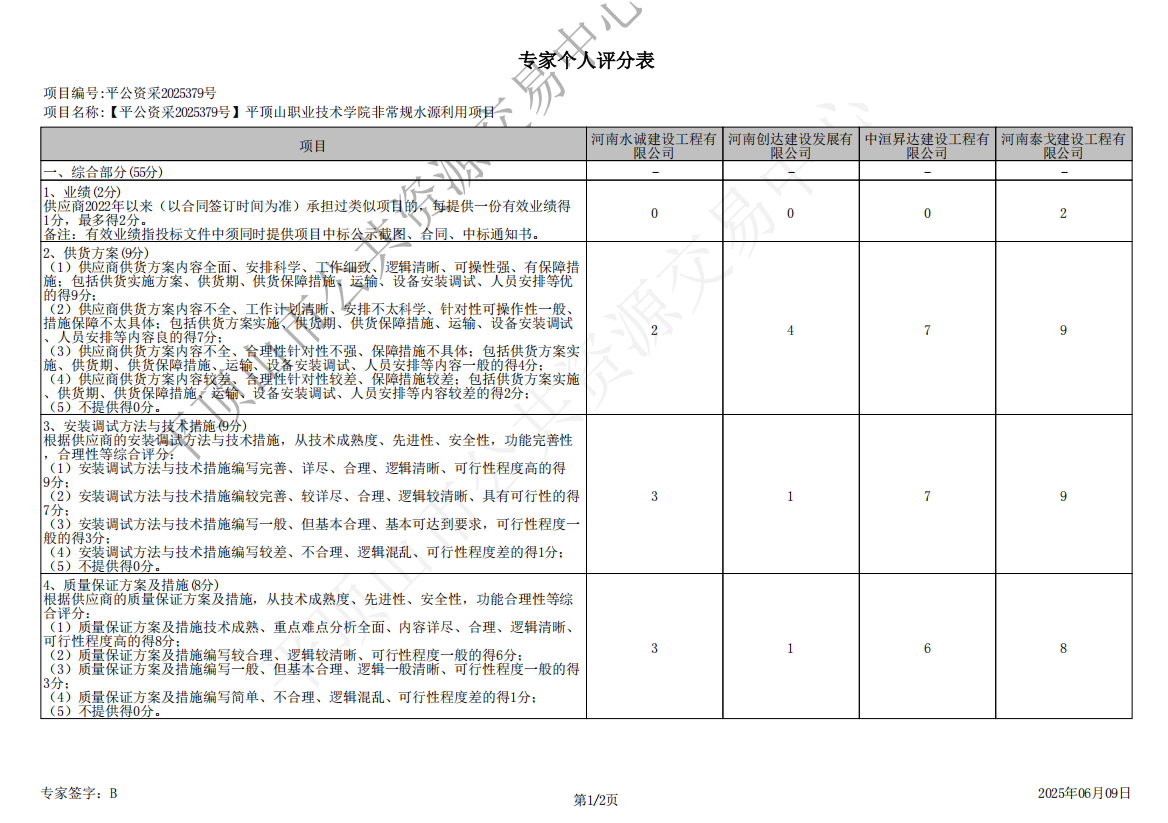 专家个人评分表
项目编号:平公资采2025379号
项目名称:【平公资采2025379号】平顶山职业技术学院非常规水源利用项目
项目
河南水诚建设工程有
限公司
河南创达建设发展有
限公司
中洹昇达建设工程有
限公司
河南泰戈建设工程有
限公司
一、综合部分(55分)
-
-
-
-
1、业绩(2分)
供应商2022年以来（以合同签订时间为准）承担过类似项目的，每提供一份有效业绩得
1分，最多得2分。
备注：有效业绩指投标文件中须同时提供项目中标公示截图、合同、中标通知书。
0
0
0
2
2、供货方案(9分)
（1）供应商供货方案内容全面、安排科学、工作细致、逻辑清晰、可操性强、有保障措
施；包括供货实施方案、供货期、供货保障措施、运输、设备安装调试、人员安排等优
的得9分；
（2）供应商供货方案内容不全、工作计划清晰、安排不太科学、针对性可操作性一般、
措施保障不太具体；包括供货方案实施、供货期、供货保障措施、运输、设备安装调试
、人员安排等内容良的得7分；
（3）供应商供货方案内容不全、合理性针对性不强、保障措施不具体；包括供货方案实
施、供货期、供货保障措施、运输、设备安装调试、人员安排等内容一般的得4分；
（4）供应商供货方案内容较差、合理性针对性较差、保障措施较差；包括供货方案实施
、供货期、供货保障措施、运输、设备安装调试、人员安排等内容较差的得2分；
（5）不提供得0分。
2
4
7
9
3、安装调试方法与技术措施(9分)
根据供应商的安装调试方法与技术措施，从技术成熟度、先进性、安全性，功能完善性
，合理性等综合评分：
（1）安装调试方法与技术措施编写完善、详尽、合理、逻辑清晰、可行性程度高的得
9分；
（2）安装调试方法与技术措施编较完善、较详尽、合理、逻辑较清晰、具有可行性的得
7分；
（3）安装调试方法与技术措施编写一般、但基本合理、基本可达到要求，可行性程度一
般的得3分；
（4）安装调试方法与技术措施编写较差、不合理、逻辑混乱、可行性程度差的得1分；
（5）不提供得0分。
3
1
7
9
4、质量保证方案及措施(8分)
根据供应商的质量保证方案及措施，从技术成熟度、先进性、安全性，功能合理性等综
合评分：
（1）质量保证方案及措施技术成熟、重点难点分析全面、内容详尽、合理、逻辑清晰、
可行性程度高的得8分；
（2）质量保证方案及措施编写较合理、逻辑较清晰、可行性程度一般的得6分；
（3）质量保证方案及措施编写一般、但基本合理、逻辑一般清晰、可行性程度一般的得
3分；
（4）质量保证方案及措施编写简单、不合理、逻辑混乱、可行性程度差的得1分；
（5）不提供得0分。
3
1
6
8
平顶山市公共资源交易中心
平顶山市公共资源交易中心
专家签字：B
第1/2页
2025年06月09日